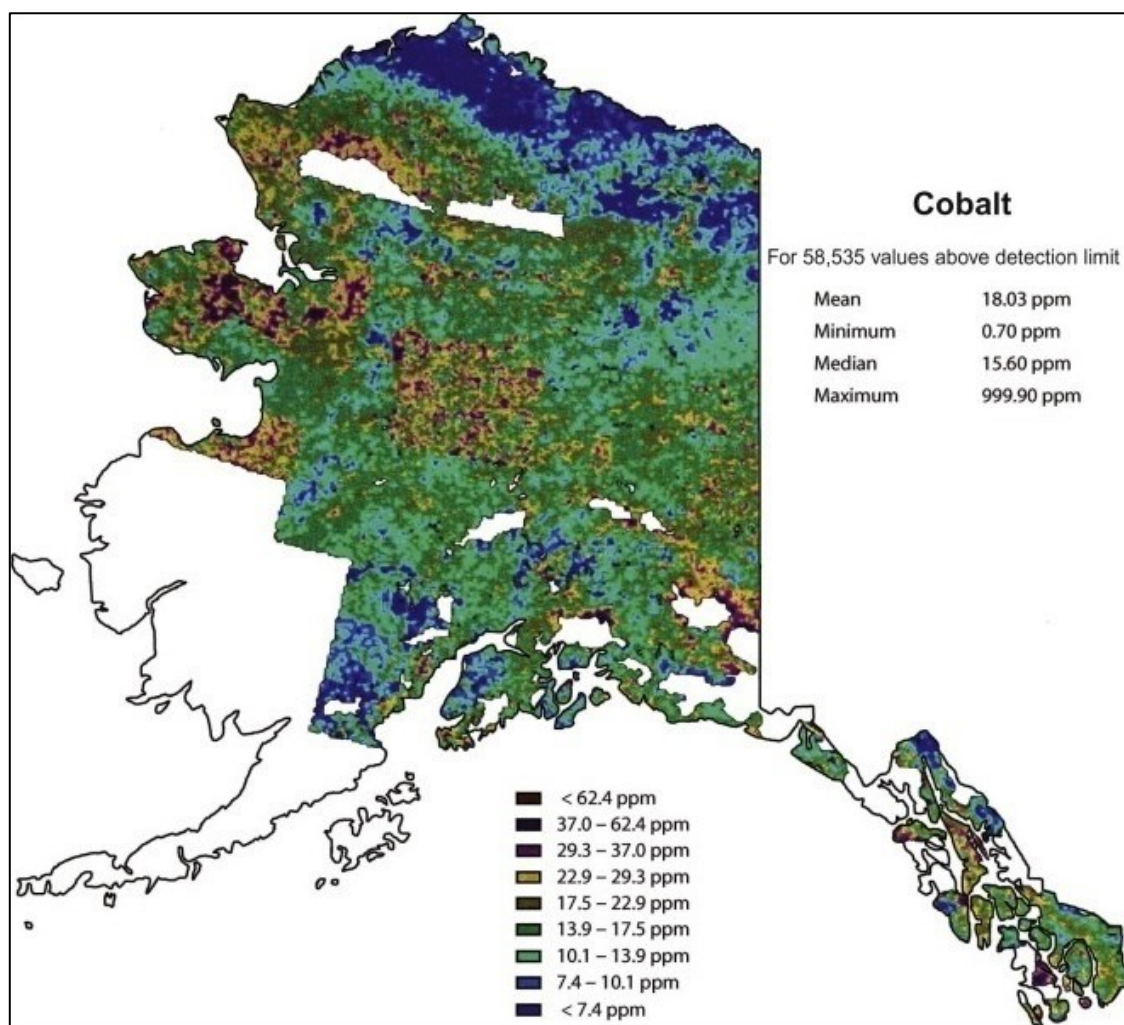 Cobalt
For 58,535 values above detection limit
Mean 18.03 ppm
Minimum 0.70 ppm
Median 15.60 ppm
Maximum 999.90 ppm
< 62.4 ppm
37.0 – 62.4 ppm
29.3 – 37.0 ppm
22.9 – 29.3 ppm
17.5 – 22.9 ppm
13.9 – 17.5 ppm
10.1 – 13.9 ppm
7.4 – 10.1 ppm
< 7.4 ppm